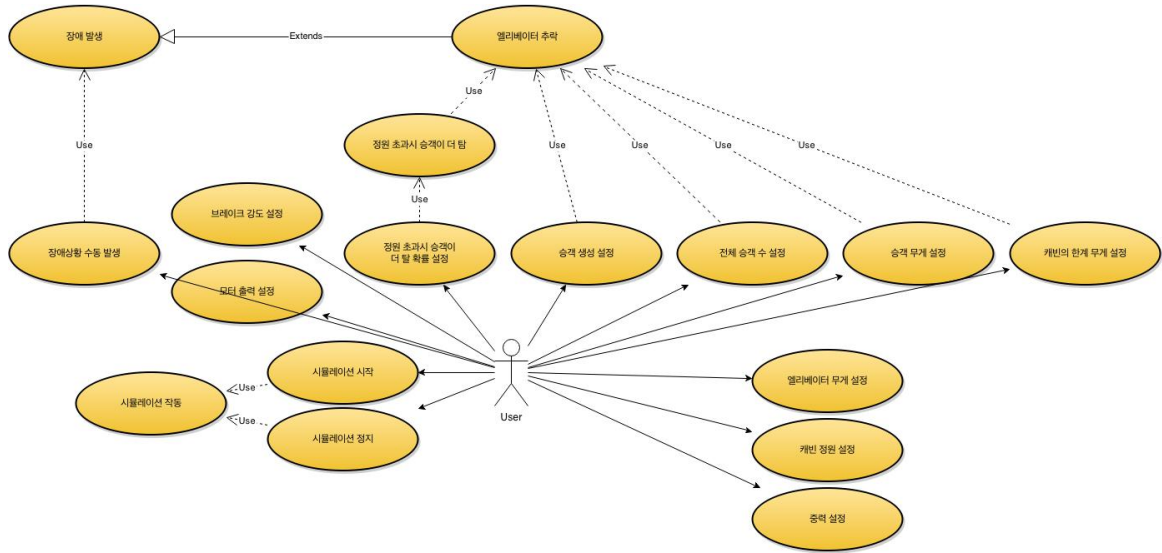 장애 발생
Extends
엘리베이터 추락
Use
정원 초과시 승객이 더 탐
Use
Use
Use
Use
Use
Use
브레이크 강도 설정
장애상황 수동 발생
정원 초과시 승객이
더 탈 확률 설정
승객 생성 설정
전체 승객 수 설정
승객 무게 설정
캐빈의 한계 무게 설정
모터 출력 설정
시뮬레이션 시작
엘리베이터 무게 설정
Use
시뮬레이션 작동
Use
User
시뮬레이션 정지
캐빈 정원 설정
중력 설정